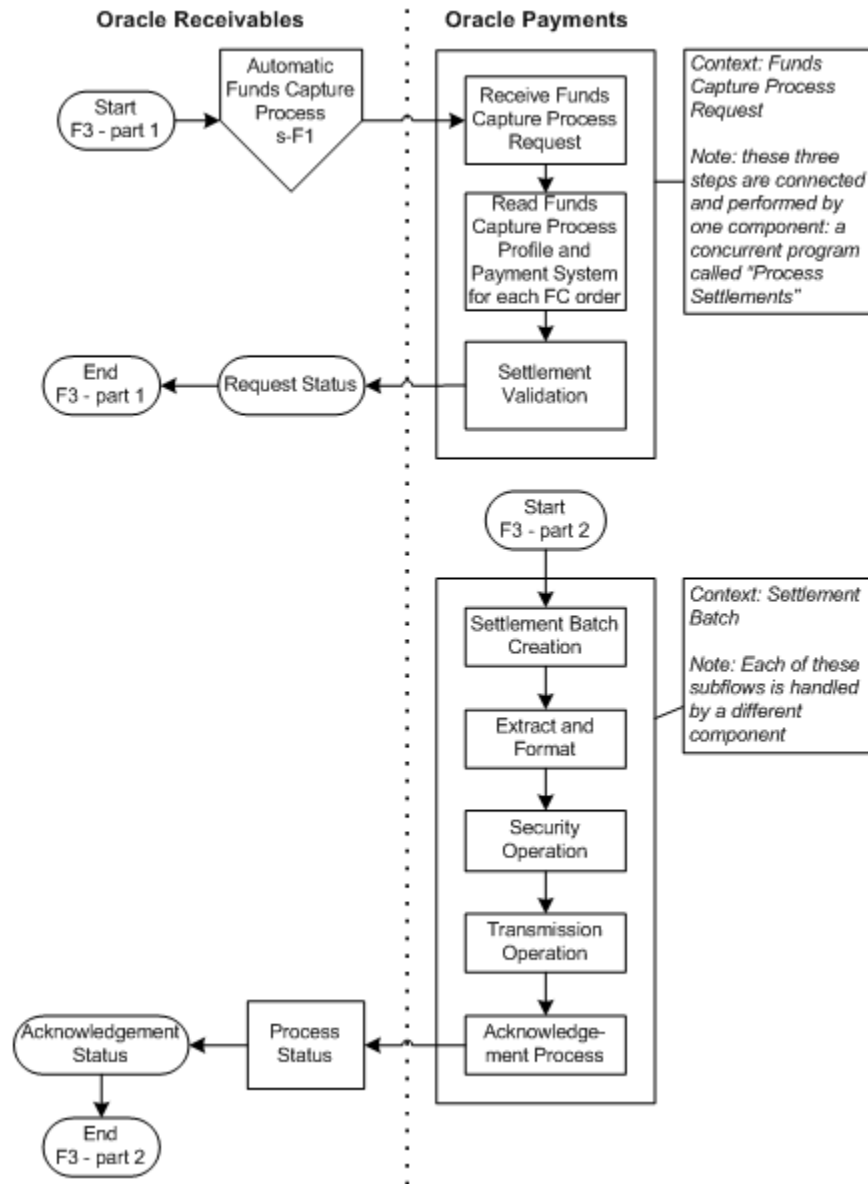 Oracle Receivables
Oracle Payments
Start
F3 - part 1
Automatic
Funds Capture
Process
s-F1
Receive Funds
Capture Process
Request
Read Funds
Capture Process
Profile and
Payment System
for each FC order
Settlement
Validation
Request Status
End
F3 - part 1
Context: Funds
Capture Process
Request
Note: these three
steps are connected
and performed by
one component: a
concurrent program
called "Process
Settlements"
Start
F3 - part 2
Settlement Batch
Creation
Extract and
Format
Security
Operation
Transmission
Operation
Acknowledge-
ment Process
Process
Status
Acknowledgement
Status
End
F3 - part 2
Context: Settlement
Batch
Note: Each of these
subflows is handled
by a different
component